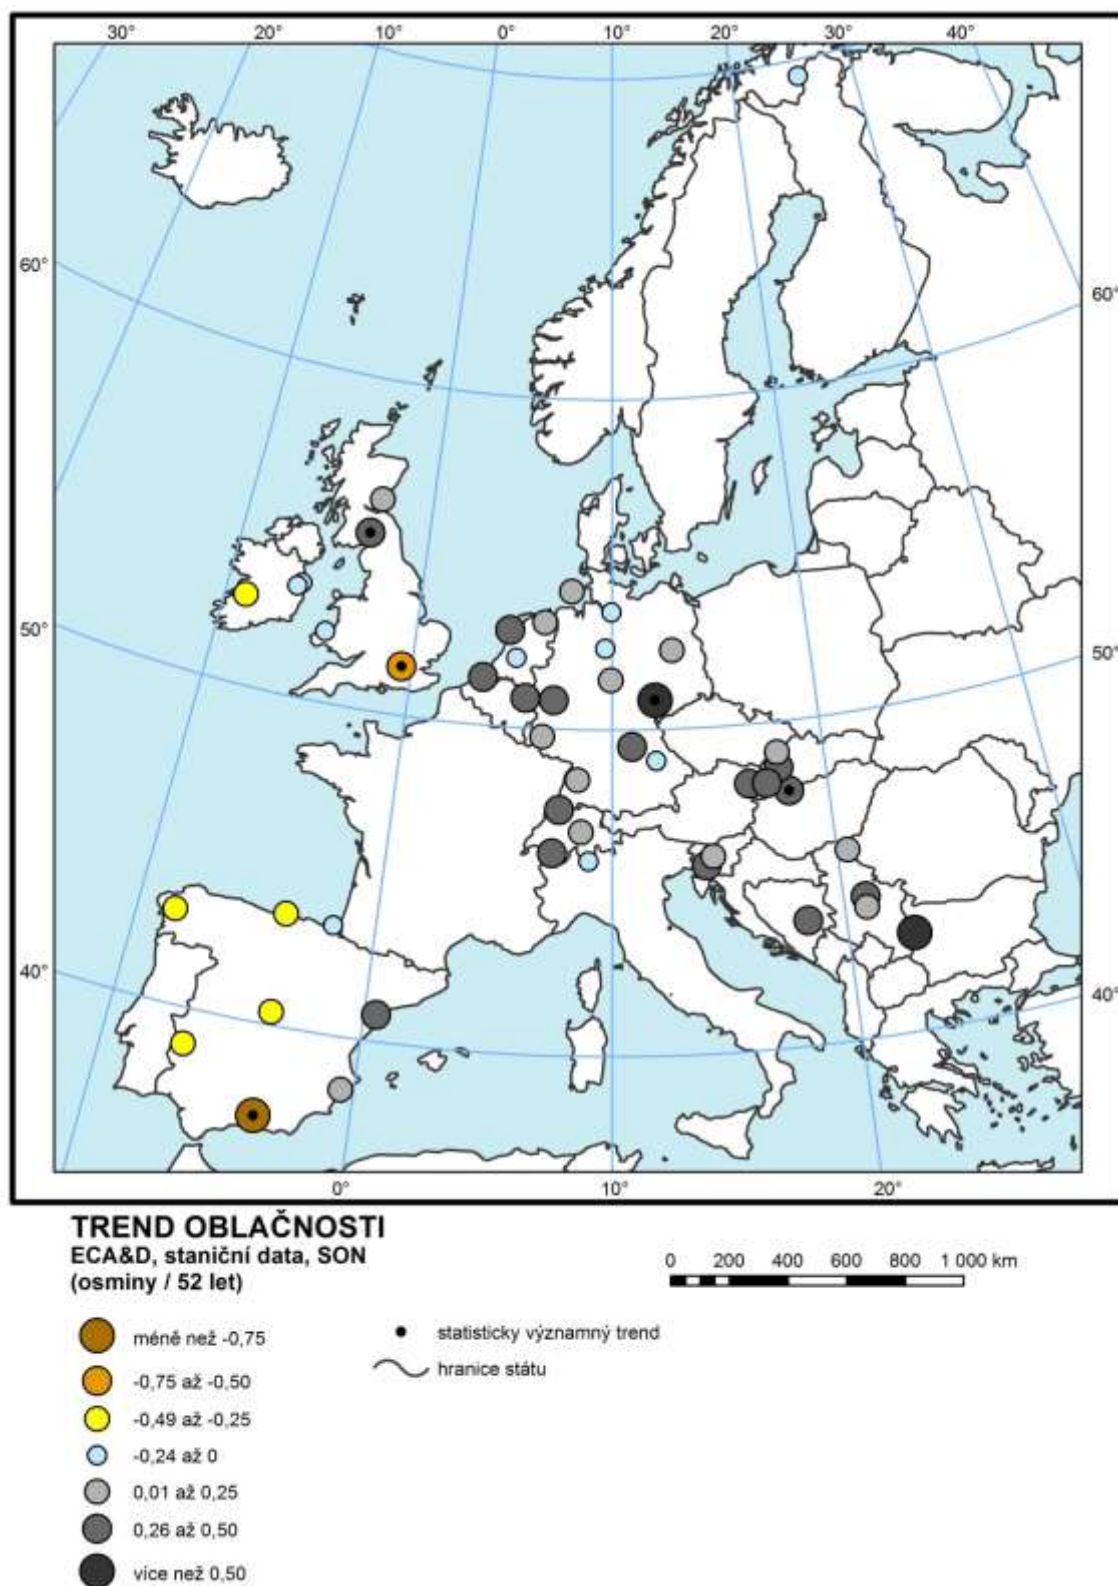 30° 20° 10° 0° 10° 20° 30° 40°
60° 60°
50° 50°
40° 40°
0° 10° 20°
TREND OBLAČNOSTI
ECA&D, staniční data, SON
(osminy / 52 let)
0 200 400 600 800 1 000 km
méně než -0,75
statisticky významný trend
-0,75 až -0,50
hranice státu
-0,49 až -0,25
-0,24 až 0
0,01 až 0,25
0,26 až 0,50
více než 0,50